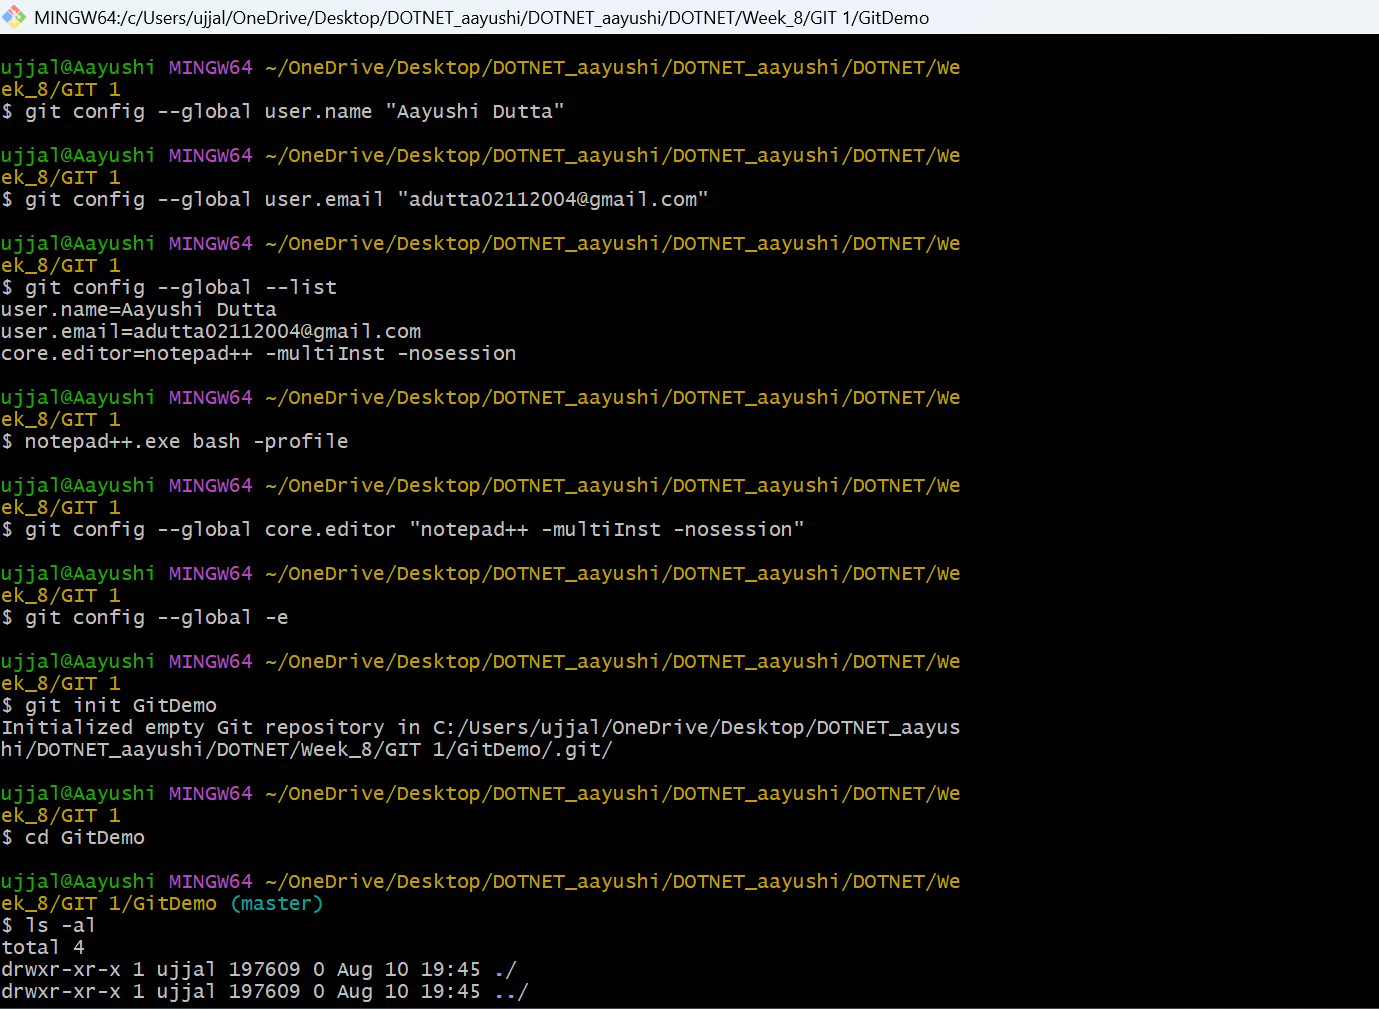 MINGW64:/c/Users/ujjal/OneDrive/Desktop/DOTNET_aayushi/DOTNET_aayushi/DOTNET/Week_8/GIT 1/GitDemo
ujjal@Aayushi MINGW64 ~/OneDrive/Desktop/DOTNET_aayushi/DOTNET_aayushi/DOTNET/We
ek_8/GIT 1
$ git config --global user.name "Aayushi Dutta"
ujjal@Aayushi MINGW64 ~/OneDrive/Desktop/DOTNET_aayushi/DOTNET_aayushi/DOTNET/We
ek_8/GIT 1
$ git config --global user.email "adutta02112004@gmail.com"
ujjal@Aayushi MINGW64 ~/OneDrive/Desktop/DOTNET_aayushi/DOTNET_aayushi/DOTNET/We
ek_8/GIT 1
$ git config --global --list
user.name=Aayushi Dutta
user.email=adutta02112004@gmail.com
core.editor=notepad++ -multiInst -nosession
ujjal@Aayushi MINGW64 ~/OneDrive/Desktop/DOTNET_aayushi/DOTNET_aayushi/DOTNET/We
ek_8/GIT 1
$ notepad++.exe bash -profile
ujjal@Aayushi MINGW64 ~/OneDrive/Desktop/DOTNET_aayushi/DOTNET_aayushi/DOTNET/We
ek_8/GIT 1
$ git config --global core.editor "notepad++ -multiInst -nosession"
ujjal@Aayushi MINGW64 ~/OneDrive/Desktop/DOTNET_aayushi/DOTNET_aayushi/DOTNET/We
ek_8/GIT 1
$ git config --global -e
ujjal@Aayushi MINGW64 ~/OneDrive/Desktop/DOTNET_aayushi/DOTNET_aayushi/DOTNET/We
ek_8/GIT 1
$ git init GitDemo
Initialized empty Git repository in C:/Users/ujjal/OneDrive/Desktop/DOTNET_aayus
hi/DOTNET_aayushi/DOTNET/Week_8/GIT 1/GitDemo/.git/
ujjal@Aayushi MINGW64 ~/OneDrive/Desktop/DOTNET_aayushi/DOTNET_aayushi/DOTNET/We
ek_8/GIT 1
$ cd GitDemo
ujjal@Aayushi MINGW64 ~/OneDrive/Desktop/DOTNET_aayushi/DOTNET_aayushi/DOTNET/We
ek_8/GIT 1/GitDemo (master)
$ ls -al
total 4
drwxr-xr-x 1 ujjal 197609 0 Aug 10 19:45 ./
drwxr-xr-x 1 ujjal 197609 0 Aug 10 19:45 ../